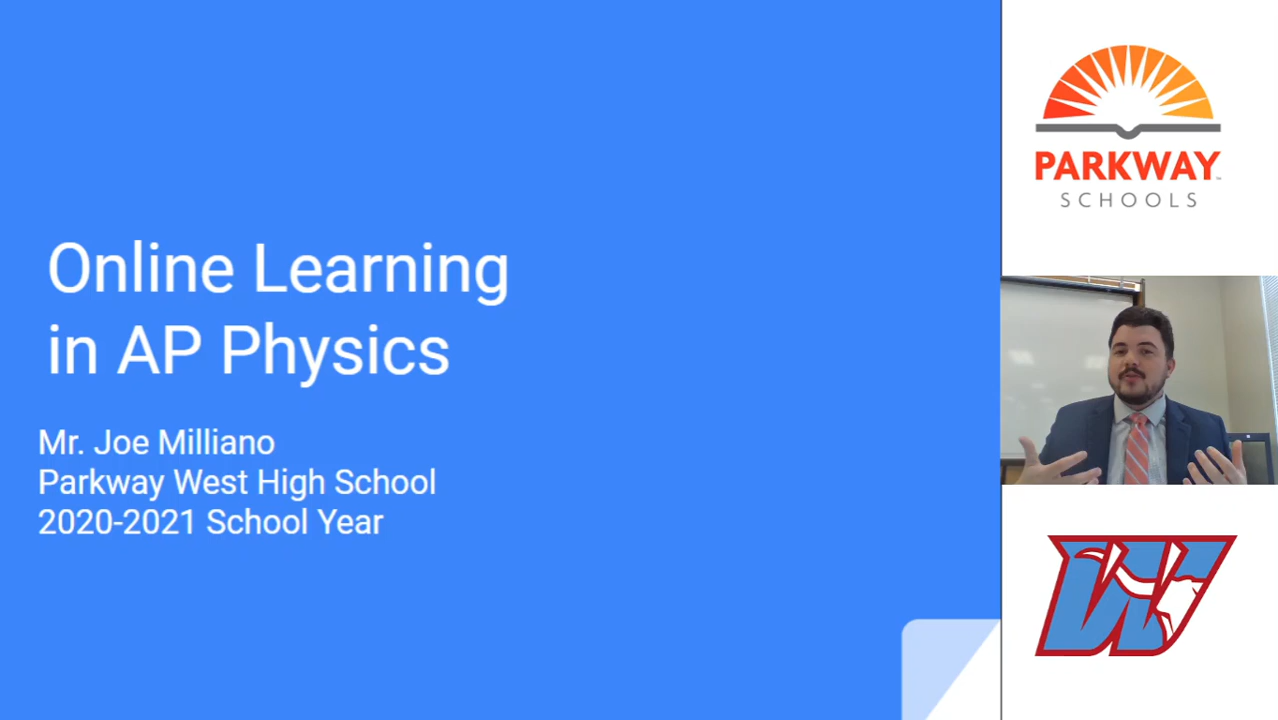 Online Learning
in AP Physics
Mr. Joe Milliano
Parkway West High School
2020-2021 School Year
PARKWAY
SCHOOLS
W